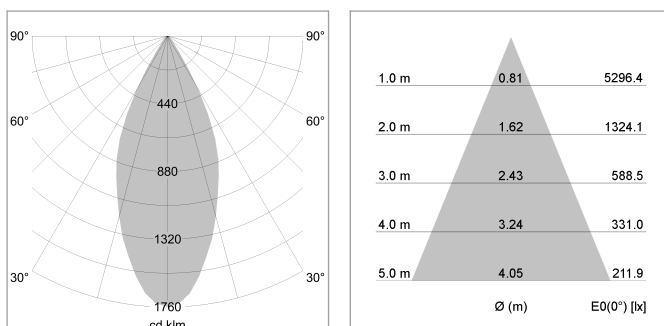 90° 90°
440
60° 60°
880
1320
30° 30°
1760
cd klm
1.0 m 0.81 5296.4
2.0 m 1.62 1324.1
3.0 m 2.43 588.5
4.0 m 3.24 331.0
5.0 m 4.05 211.9
Ø (m) E0(0°) [lx]